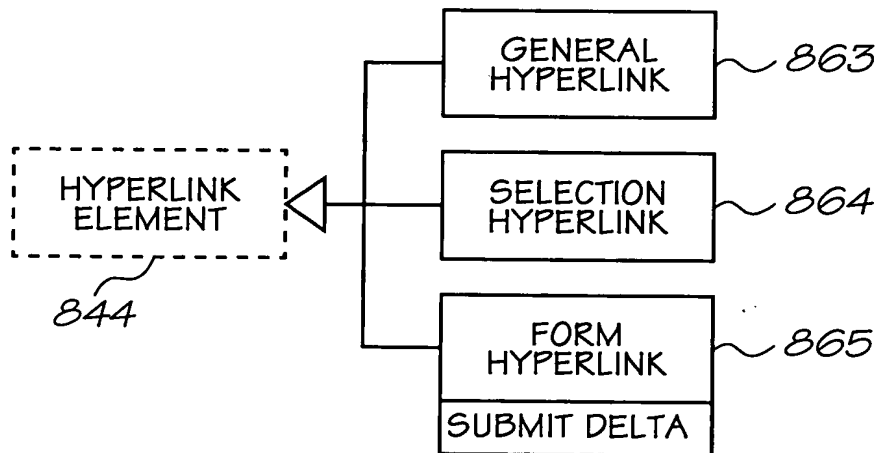 GENERAL
HYPERLINK
863
HYPERLINK
ELEMENT
844
SELECTION
HYPERLINK
864
FORM
HYPERLINK
865
SUBMIT DELTA